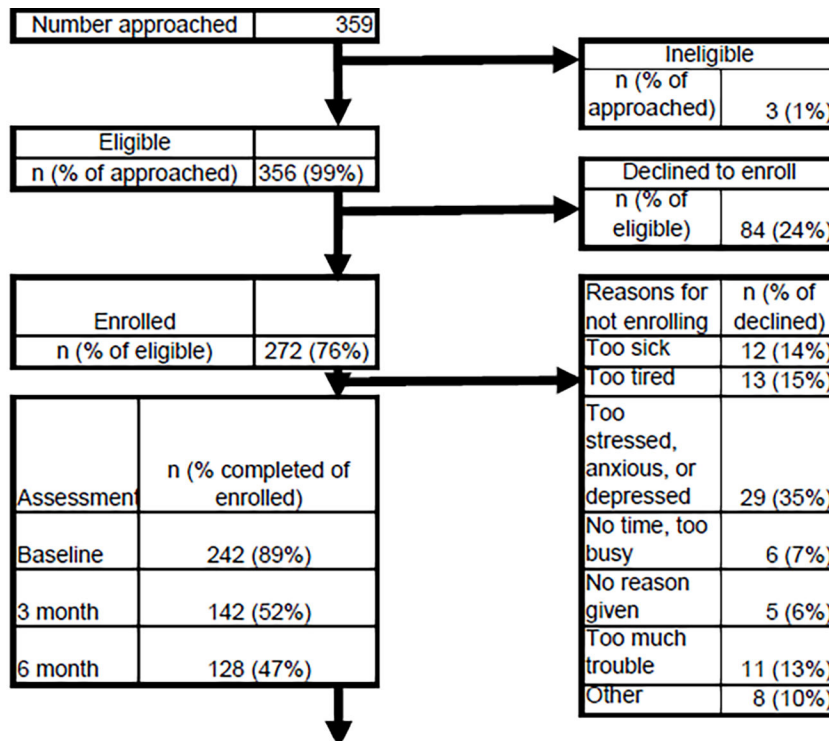 Number approached 359
Ineligible
n (% of
approached) 3 (1%)
Eligible
n (% of approached) 356 (99%)
Declined to enroll
n (% of
eligible) 84 (24%)
Enrolled
n (% of eligible) 272 (76%)
Reasons for n (% of
not enrolling declined)
Too sick 12 (14%)
Too tired 13 (15%)
Too
stressed,
anxious, or
depressed 29 (35%)
No time, too
busy 6 (7%)
No reason
given 5 (6%)
Too much
trouble 11 (13%)
Other 8 (10%)
n (% completed of
Assessment enrolled)
Baseline 242 (89%)
3 month 142 (52%)
6 month 128 (47%)